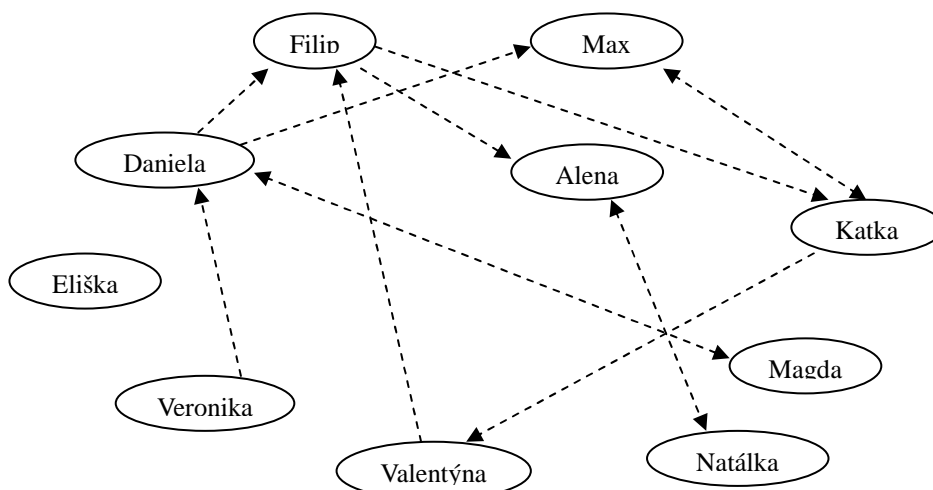 Filip
Max
Daniela
Alena
Katka
Eliška
Magda
Veronika
Valentýna
Natálka